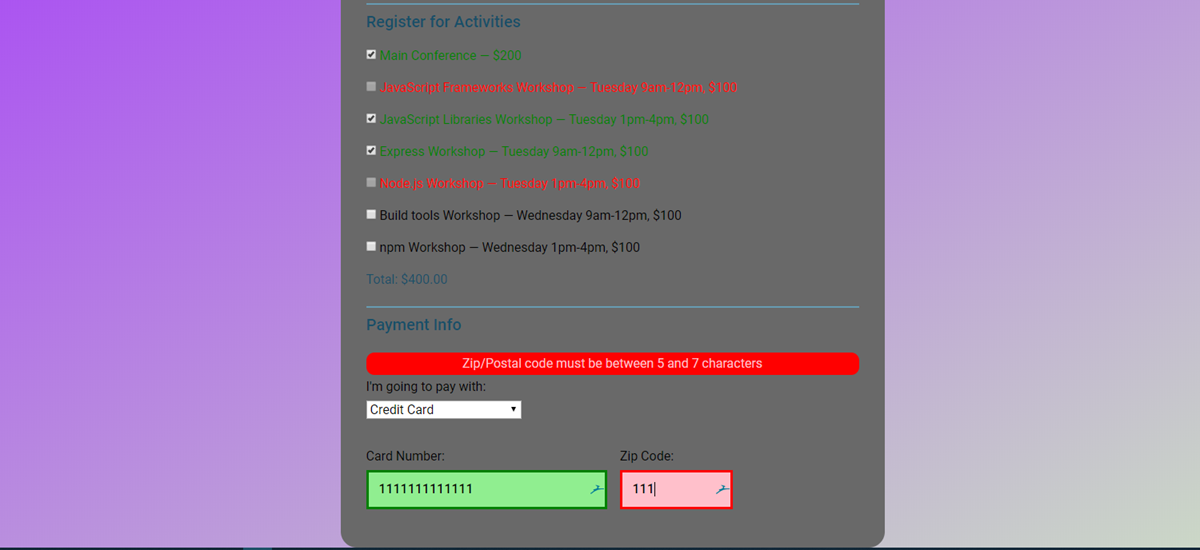 Register for Activities
Main Conference — $200
JavaScript Frameworks Workshop — Tuesday 9am-12pm, $100
JavaScript Libraries Workshop — Tuesday 1pm-4pm, $100
Express Workshop — Tuesday 9am-12pm, $100
Node.js Workshop — Tuesday 1pm-4pm, $100
Build tools Workshop — Wednesday 9am-12pm, $100
npm Workshop — Wednesday 1pm-4pm, $100
Total: $400.00
Payment Info
Zip/Postal code must be between 5 and 7 characters
I'm going to pay with:
Credit Card
Card Number: Zip Code:
1111111111111 111